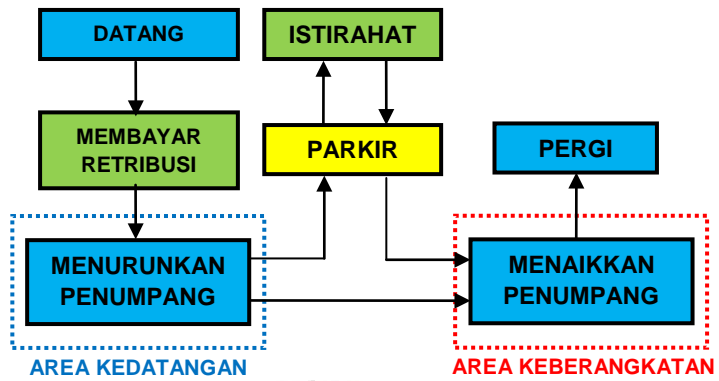 DATANG
ISTIRAHAT
MEMBAYAR
RETRIBUSI
PARKIR
PERGI
MENURUNKAN
PENUMPANG
MENAIKKAN
PENUMPANG
AREA KEDATANGAN
AREA KEBERANGKATAN